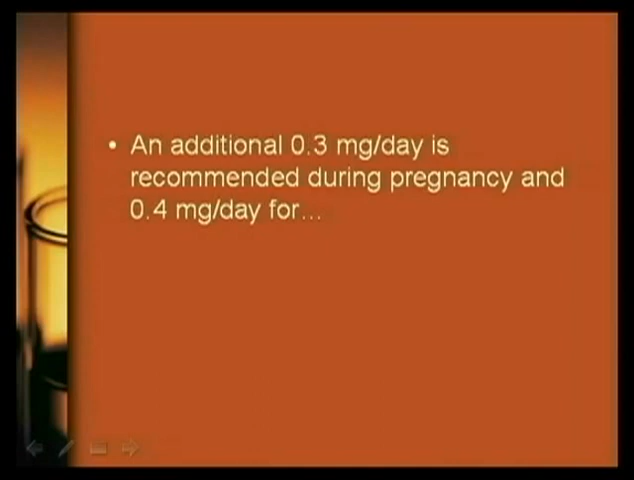 • An additional 0.3 mg/day is
recommended during pregnancy and
0.4 mg/day for...